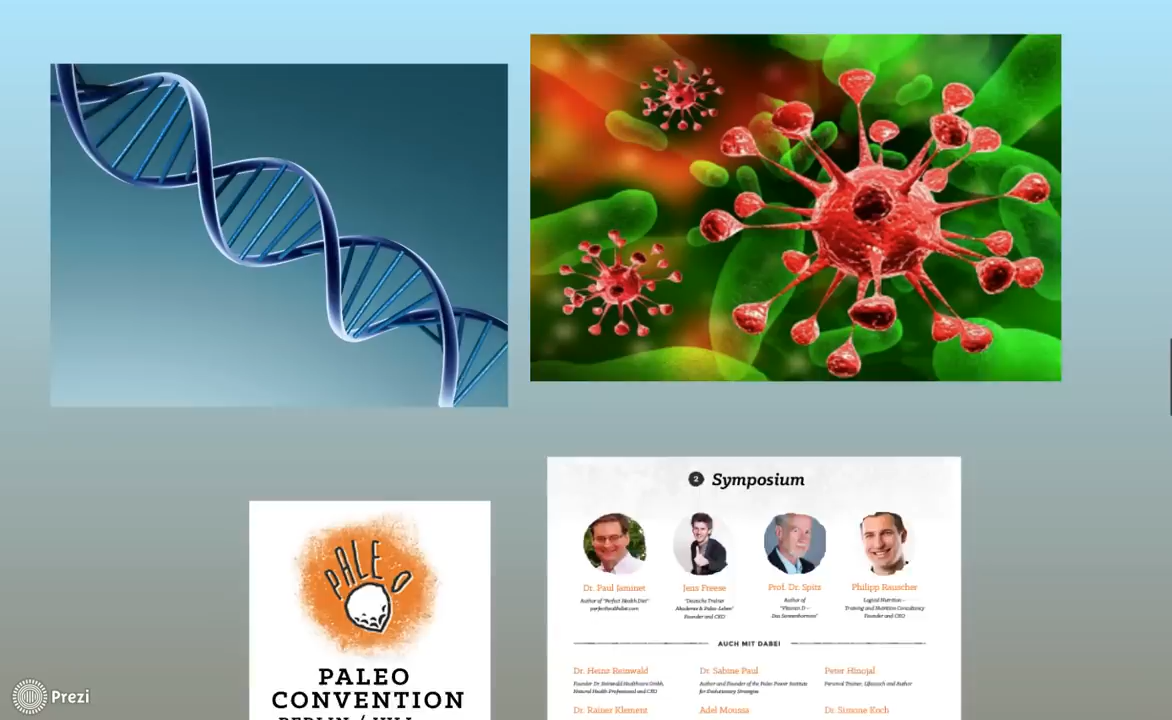 2 Symposium
Dr. Paul Jaminet
Jens Freese
Prof. Dr. Spitz
Philipp Rauscher
Author of "Perfect Health Diet"
perfecthealthdiet.com
"Deutsche Trainer
Akademie & Paleo-Leben"
Founder and CEO
Author of
"Vitamin D –
Das Sonnenhormon"
Logical Nutrition –
Training and Nutrition Consultancy
Founder and CEO
AUCH MIT DABEI
Dr. Heinz Reinwald
Dr. Sabine Paul
Peter Hinojal
Founder Dr. Reinwald Healthcare GmbH,
Natural Health Professional and CEO
Author and Founder of the Paleo Power Institute
for Evolutionary Strategies
Personal Trainer, Lifecoach and Author
Dr. Rainer Klement
Adel Moussa
Dr. Simone Koch
PALEO
PALEO
CONVENTION
BERLIN /
Prezi